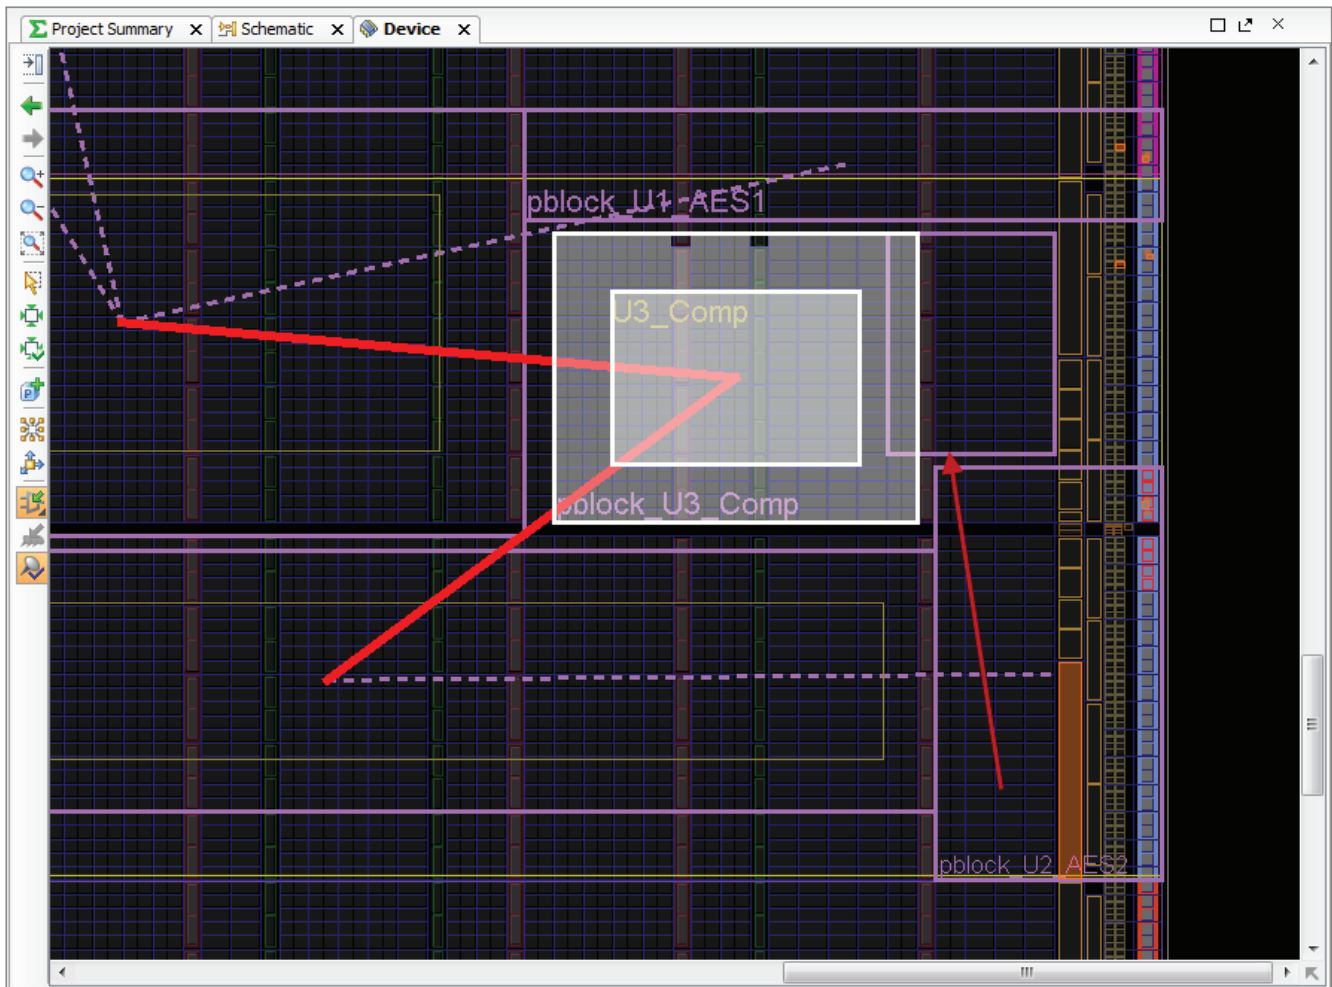 Project Summary
Schematic
Device
pblock_U1_AES1
U3_Comp
pblock_U3_Comp
pblock_U2_AES2